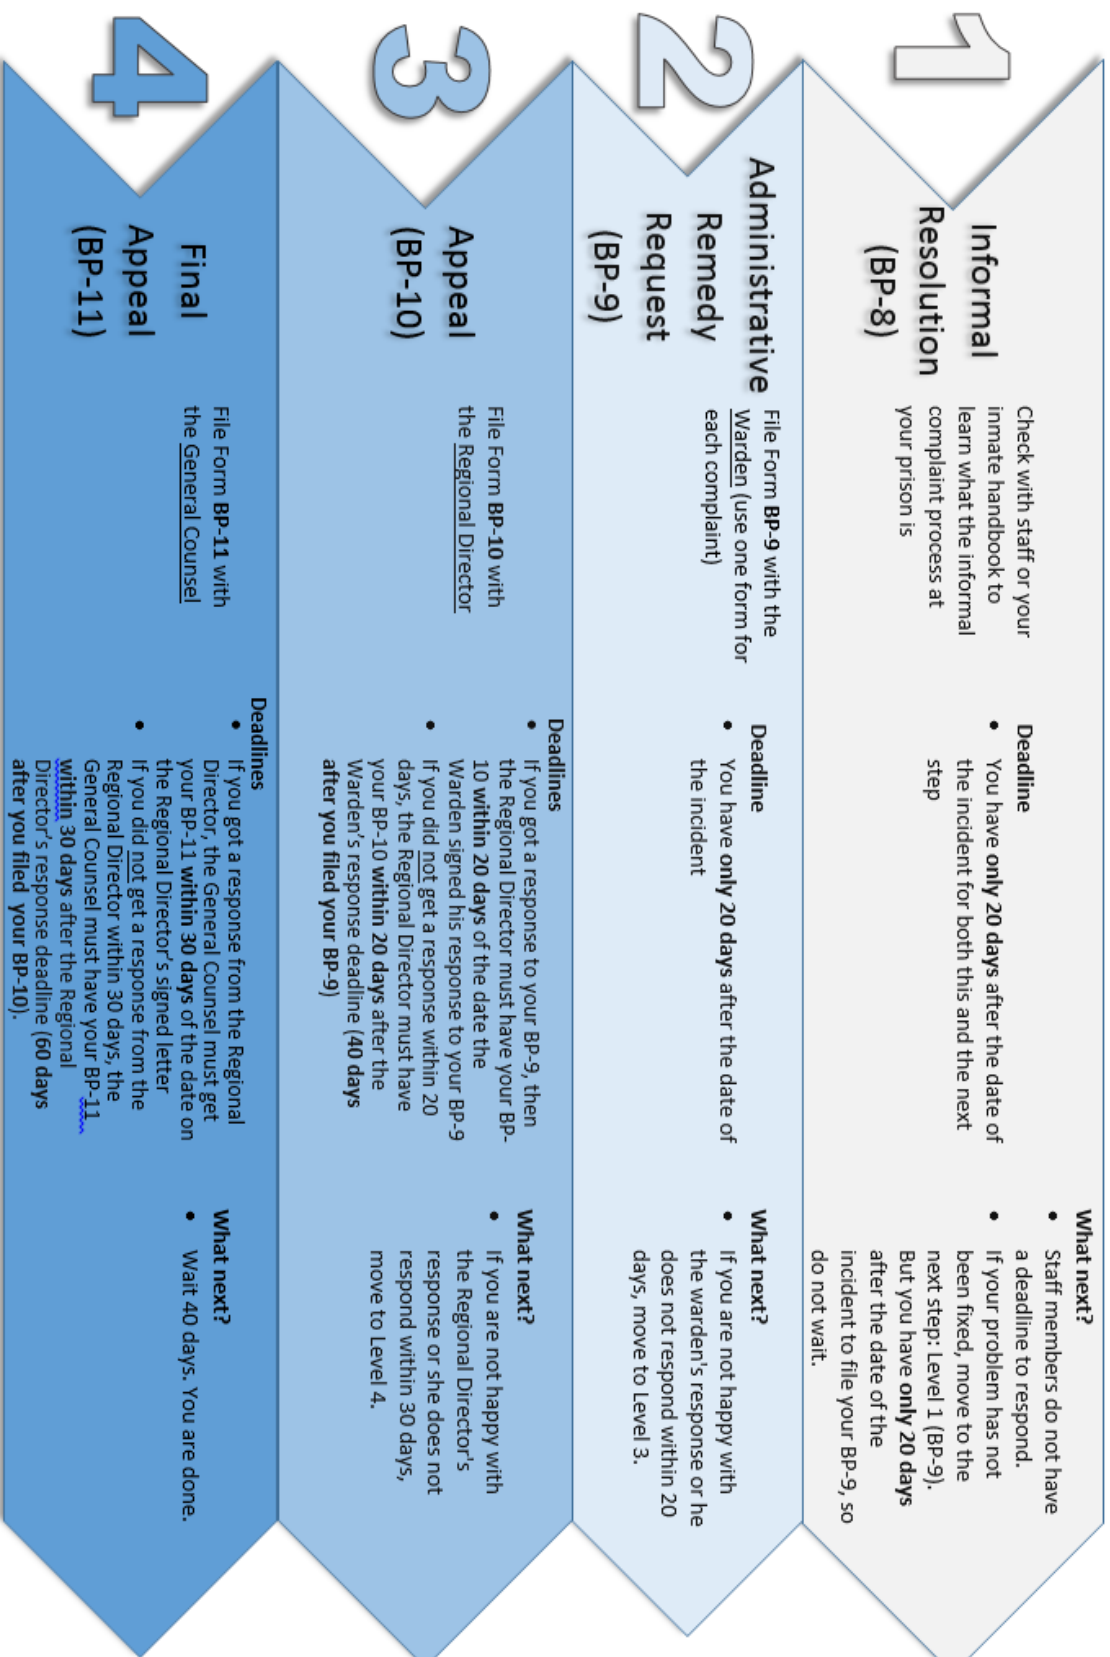 1
Informal
Resolution
(BP-8)
Check with staff or your
inmate handbook to
learn what the informal
complaint process at
your prison is
Deadline
• You have only 20 days after the date of
the incident for both this and the next
step
What next?
• Staff members do not have
a deadline to respond.
• If your problem has not
been fixed, move to the
next step: Level 1 (BP-9).
But you have only 20 days
after the date of the
incident to file your BP-9, so
do not wait.
2
Administrative
Remedy
Request
(BP-9)
File Form BP-9 with the
Warden (use one form for
each complaint)
Deadline
• You have only 20 days after the date of
the incident
What next?
• If you are not happy with
the warden's response or he
does not respond within 20
days, move to Level 3.
3
Appeal
(BP-10)
File Form BP-10 with
the Regional Director
Deadlines
• If you got a response to your BP-9, then
the Regional Director must have your BP-
10 within 20 days of the date the
Warden signed his response to your BP-9
• If you did not get a response within 20
days, the Regional Director must have
your BP-10 within 20 days after the
Warden's response deadline (40 days
after you filed your BP-9)
What next?
• If you are not happy with
the Regional Director's
response or she does not
respond within 30 days,
move to Level 4.
4
Final
Appeal
(BP-11)
File Form BP-11 with
the General Counsel
Deadlines
• If you got a response from the Regional
Director, the General Counsel must get
your BP-11 within 30 days of the date on
the Regional Director's signed letter
• If you did not get a response from the
Regional Director within 30 days, the
General Counsel must have your BP-11
within 30 days after the Regional
Director's response deadline (60 days
after you filed your BP-10).
What next?
• Wait 40 days. You are done.